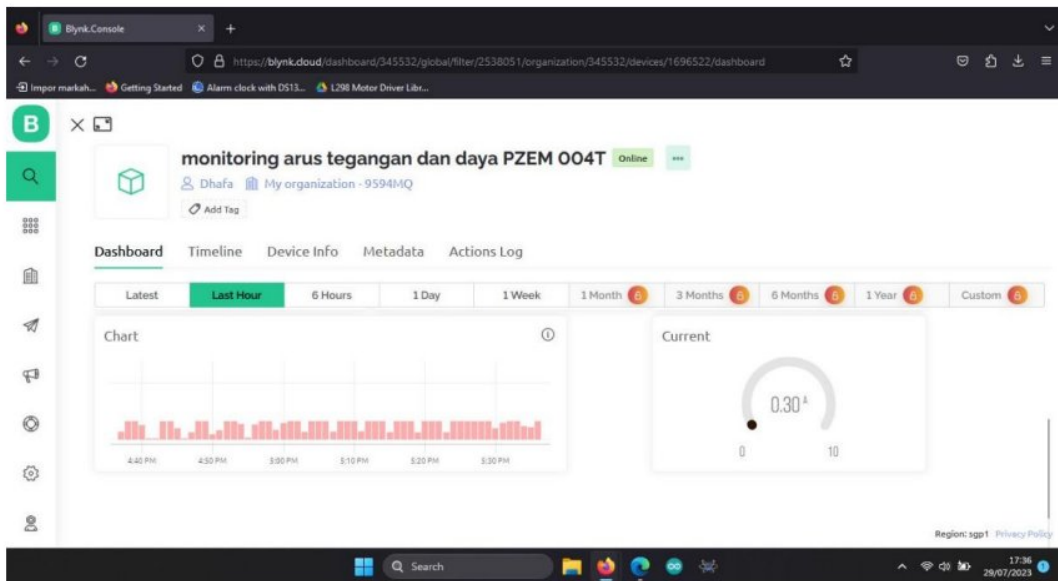 Blynk.Console
https://blynk.cloud/dashboard/345532/global/filter/2538051/organization/345532/devices/1696522/dashboard
Impor markah... Getting Started Alarm clock with DS13... L298 Motor Driver Libr...
B
monitoring arus tegangan dan daya PZEM 004T Online
Dhafa My organization - 9594MQ
Add Tag
Dashboard Timeline Device Info Metadata Actions Log
Latest Last Hour 6 Hours 1 Day 1 Week 1 Month 3 Months 6 Months 1 Year Custom
Chart Current
0.30 A
0 10
4:40 PM 4:50 PM 5:00 PM 5:10 PM 5:20 PM 5:30 PM
Region: sgp1 Privacy Policy
Search
17:36
29/07/2023